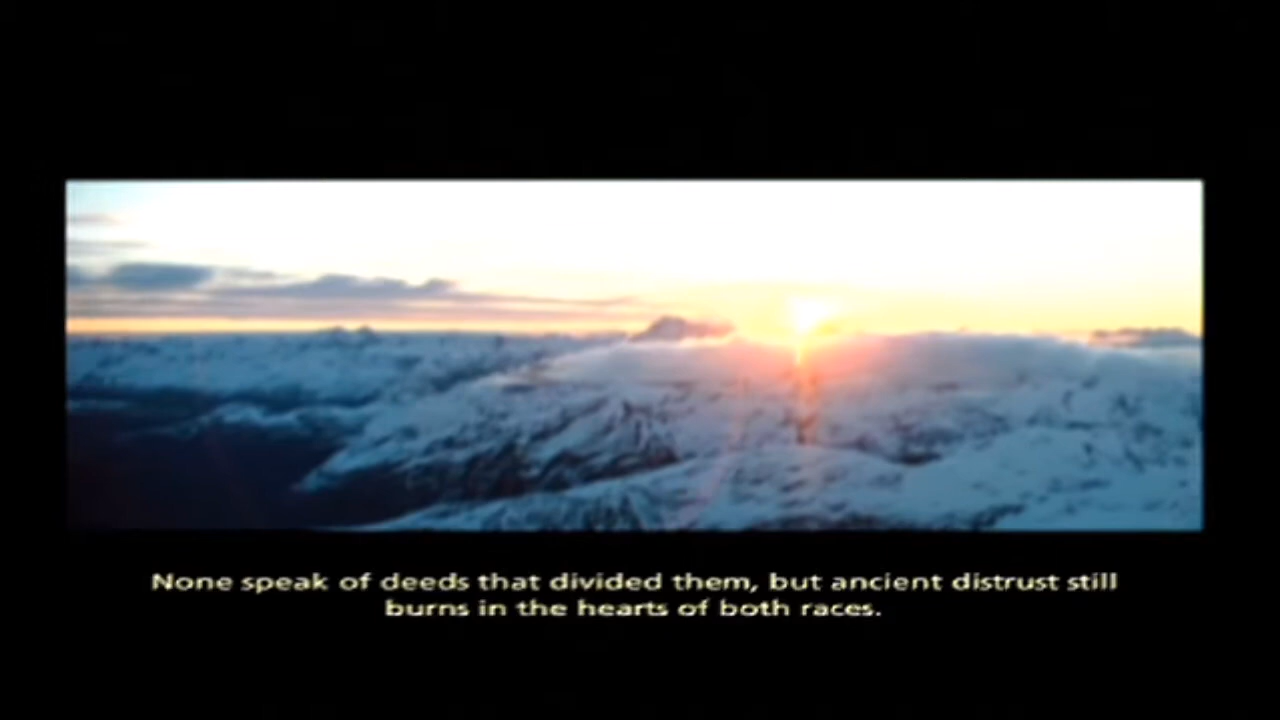 None speak of deeds that divided them, but ancient distrust still
burns in the hearts of both races.